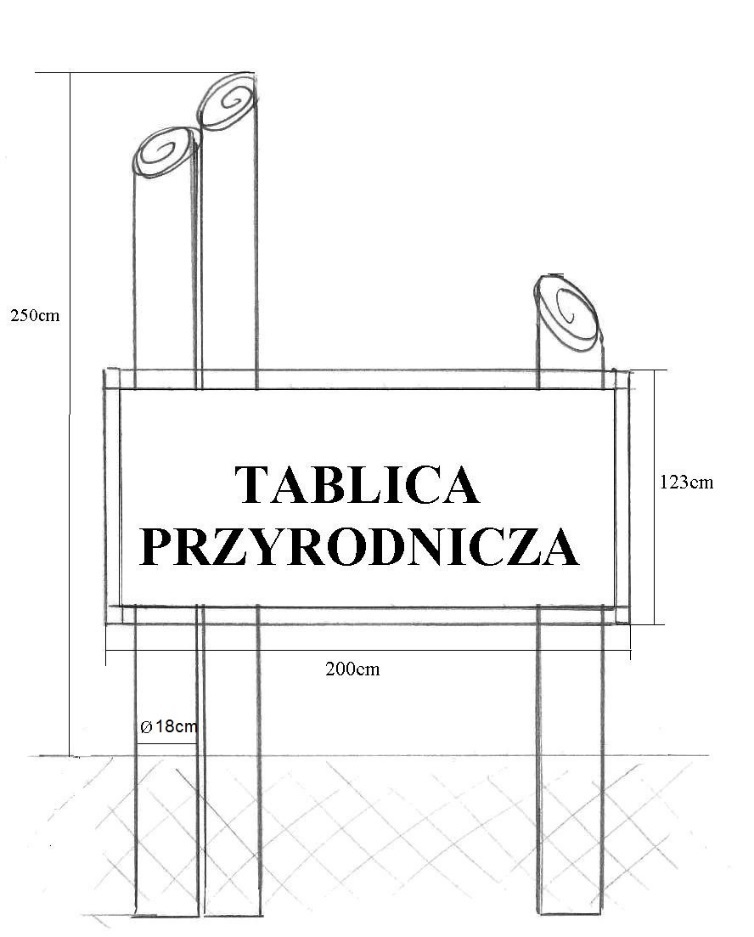 250cm
TABLICA
PRZYRODNICZA
123cm
200cm
Ø18cm